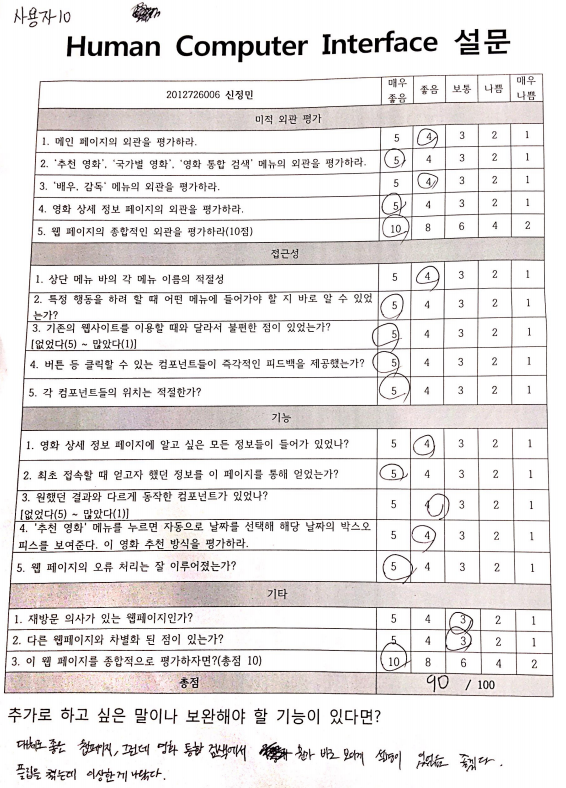 사용자10
Human Computer Interface 설문
2012726006 신정민 매우 좋음 좋음 보통 나쁨 매우 나쁨
미적 외관 평가
1. 메인 페이지의 외관을 평가하라. 5 4 3 2 1
2. '추천 영화', '국가별 영화', '영화 통합 검색' 메뉴의 외관을 평가하라. 5 4 3 2 1
3. '배우, 감독' 메뉴의 외관을 평가하라. 5 4 3 2 1
4. 영화 상세 정보 페이지의 외관을 평가하라. 5 4 3 2 1
5. 웹 페이지의 종합적인 외관을 평가하라(10점) 10 8 6 4 2
접근성
1. 상단 메뉴 바의 각 메뉴 이름의 적절성 5 4 3 2 1
2. 특정 행동을 하려 할 때 어떤 메뉴에 들어가야 할 지 바로 알 수 있었
는가? 5 4 3 2 1
3. 기존의 웹사이트를 이용할 때와 달라서 불편한 점이 있었는가?
[없었다(5) ~ 많았다(1)] 5 4 3 2 1
4. 버튼 등 클릭할 수 있는 컴포넌트들이 즉각적인 피드백을 제공했는가? 5 4 3 2 1
5. 각 컴포넌트들의 위치는 적절한가? 5 4 3 2 1
기능
1. 영화 상세 정보 페이지에 알고 싶은 모든 정보들이 들어가 있었나? 5 4 3 2 1
2. 최초 접속할 때 얻고자 했던 정보를 이 페이지를 통해 얻었는가? 5 4 3 2 1
3. 원했던 결과와 다르게 동작한 컴포넌트가 있었나?
[없었다(5) ~ 많았다(1)] 5 4 3 2 1
4. '추천 영화' 메뉴를 누르면 자동으로 날짜를 선택해 해당 날짜의 박스오
피스를 보여준다. 이 영화 추천 방식을 평가하라. 5 4 3 2 1
5. 웹 페이지의 오류 처리는 잘 이루어졌는가? 5 4 3 2 1
기타
1. 재방문 의사가 있는 웹페이지인가? 5 4 3 2 1
2. 다른 웹페이지와 차별화 된 점이 있는가? 5 4 3 2 1
3. 이 웹 페이지를 종합적으로 평가하자면?(총점 10) 10 8 6 4 2
총점 90 / 100
추가로 하고 싶은 말이나 보완해야 할 기능이 있다면?
대체로 좋은 웹페이지, 그런데 영화 통합 검색에서 뭔가 바로 보이게 설명이 있었으면 좋겠다.